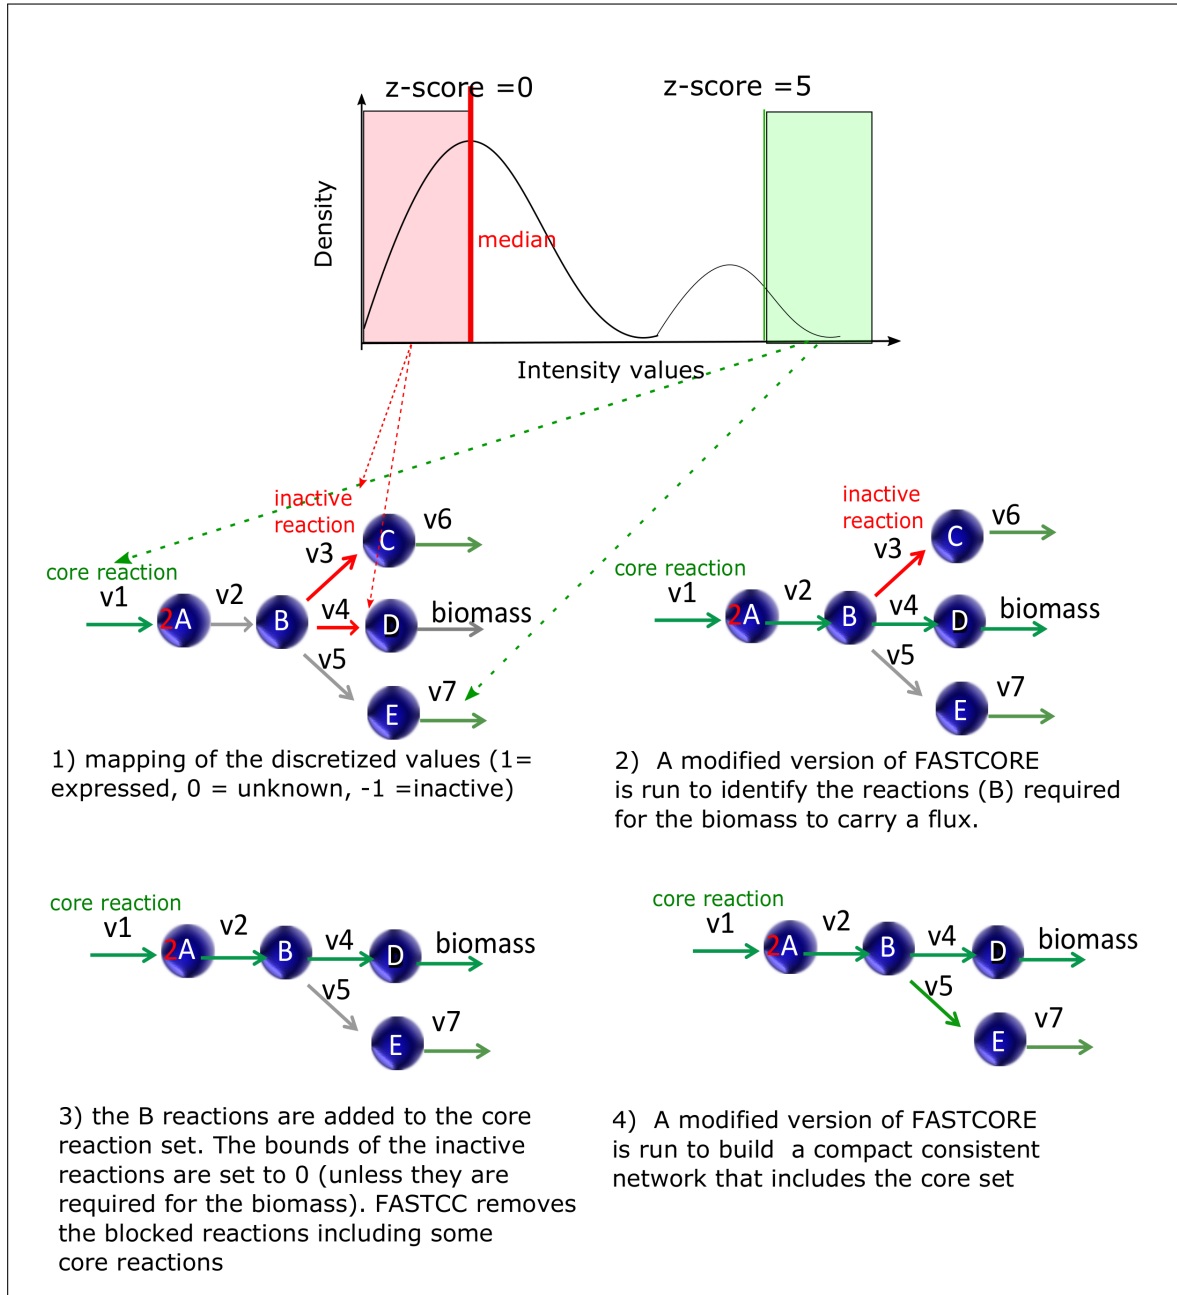 z-score =0
z-score =5
Density
median
Intensity values
inactive
reaction
core reaction
v1
2A
v2
B
v3
C
v6
v4
D
biomass
v5
E
v7
1) mapping of the discretized values (1=
expressed, 0 = unknown, -1 =inactive)
inactive
reaction
core reaction
v1
2A
v2
B
v3
C
v6
v4
D
biomass
v5
E
v7
2) A modified version of FASTCORE
is run to identify the reactions (B) required
for the biomass to carry a flux.
core reaction
v1
2A
v2
B
v4
D
biomass
v5
E
v7
3) the B reactions are added to the core
reaction set. The bounds of the inactive
reactions are set to 0 (unless they are
required for the biomass). FASTCC removes
the blocked reactions including some
core reactions
core reaction
v1
2A
v2
B
v4
D
biomass
v5
E
v7
4) A modified version of FASTCORE
is run to build a compact consistent
network that includes the core set